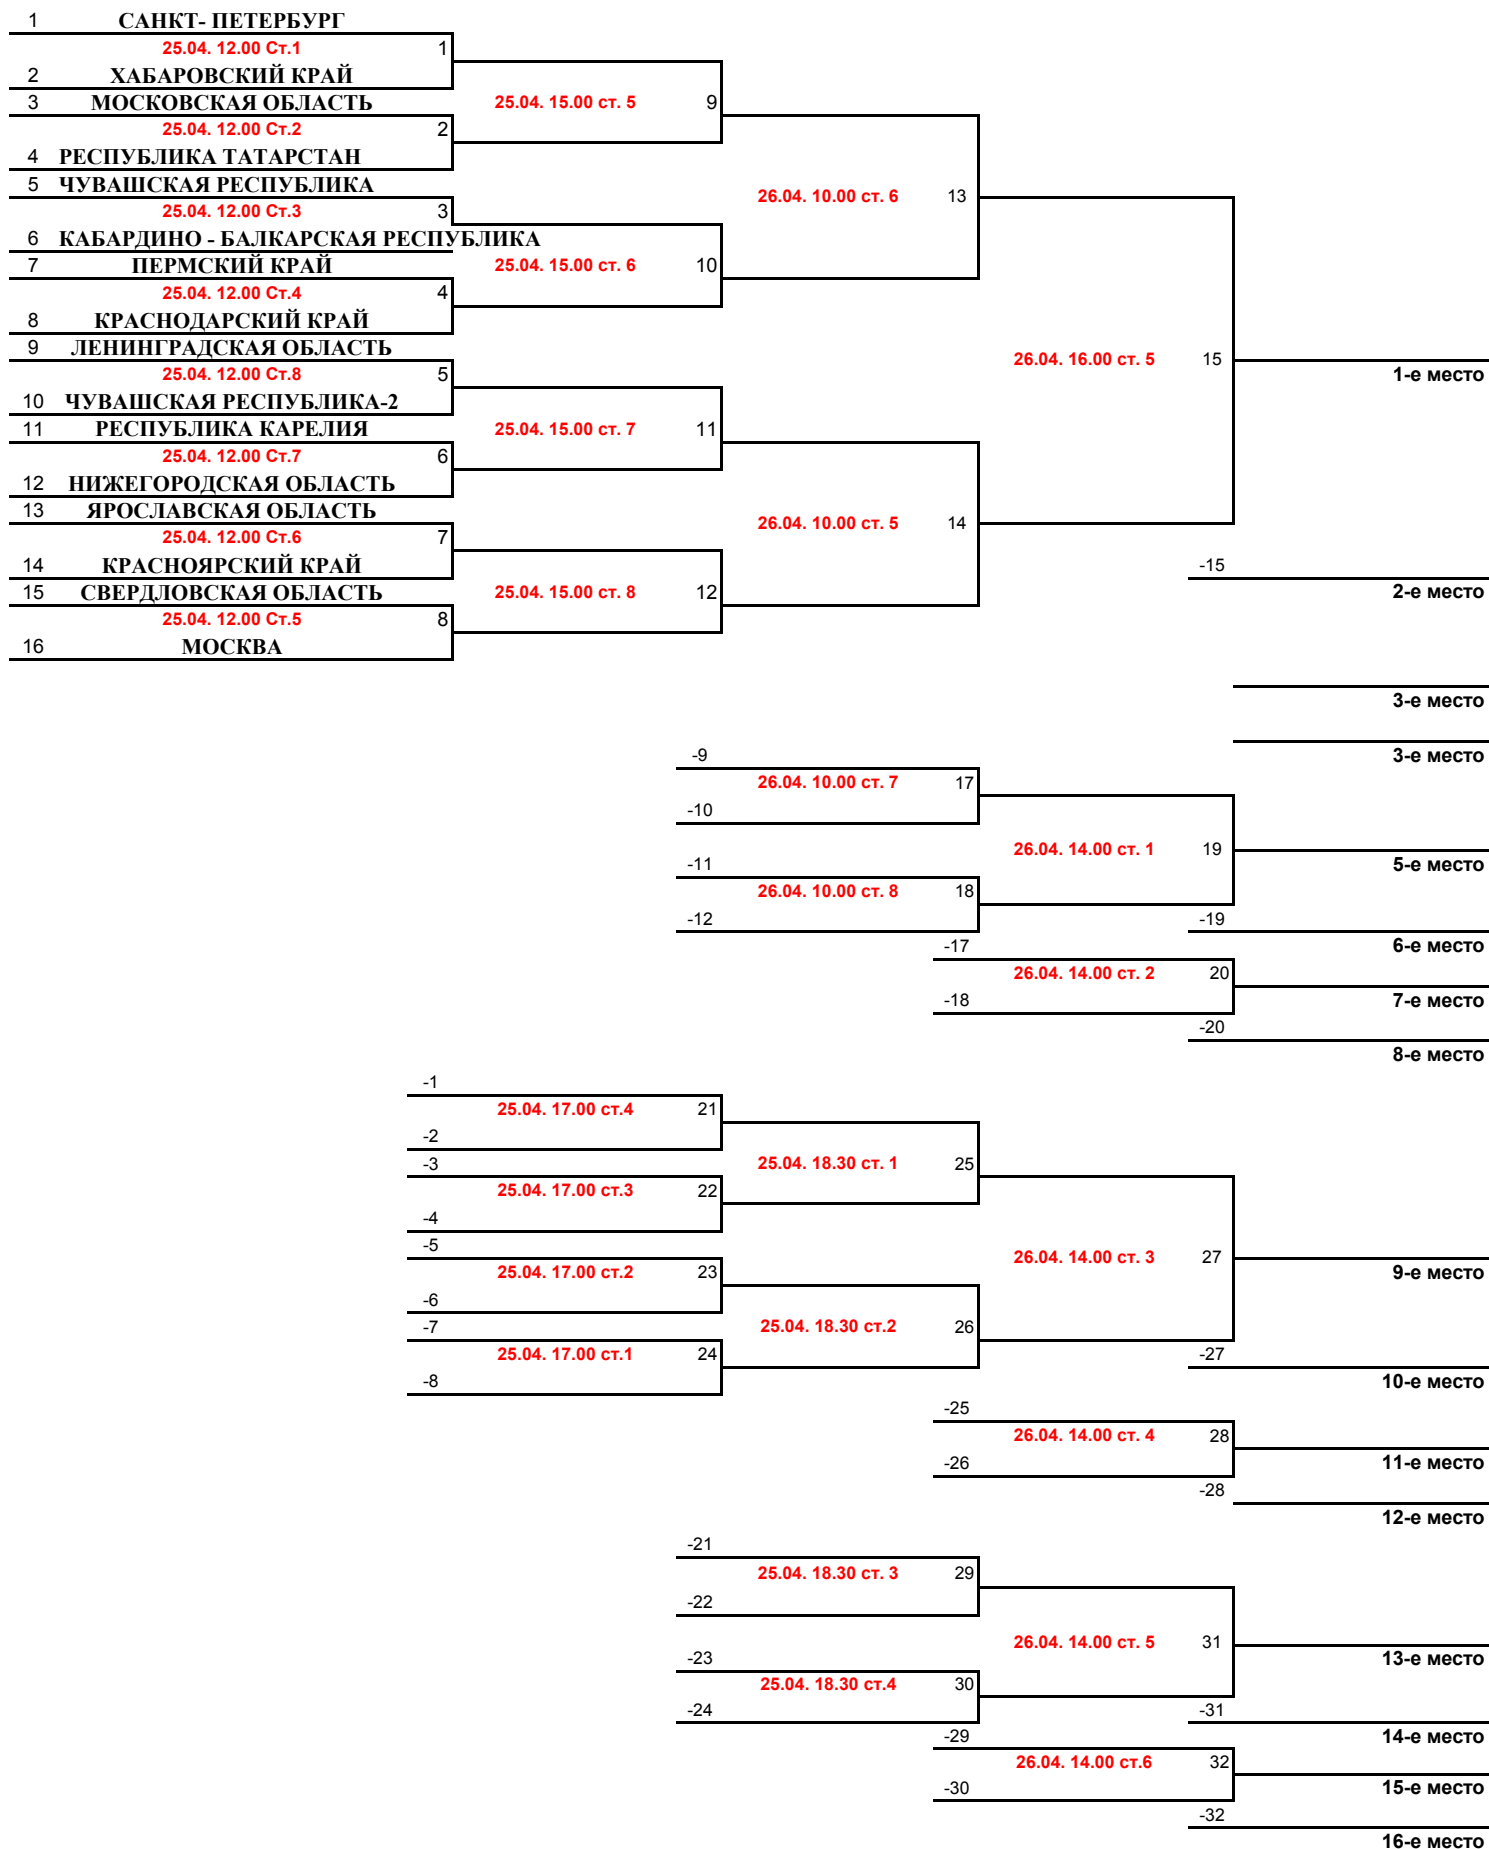 1 САНКТ- ПЕТЕРБУРГ
25.04. 12.00 Ст.1 1
2 ХАБАРОВСКИЙ КРАЙ
3 МОСКОВСКАЯ ОБЛАСТЬ 25.04. 15.00 ст. 5 9
25.04. 12.00 Ст.2 2
4 РЕСПУБЛИКА ТАТАРСТАН
5 ЧУВАШСКАЯ РЕСПУБЛИКА 26.04. 10.00 ст. 6 13
25.04. 12.00 Ст.3 3
6 КАБАРДИНО - БАЛКАРСКАЯ РЕСПУБЛИКА
7 ПЕРМСКИЙ КРАЙ 25.04. 15.00 ст. 6 10
25.04. 12.00 Ст.4 4
8 КРАСНОДАРСКИЙ КРАЙ
9 ЛЕНИНГРАДСКАЯ ОБЛАСТЬ 26.04. 16.00 ст. 5 15
25.04. 12.00 Ст.8 5 1-е место
10 ЧУВАШСКАЯ РЕСПУБЛИКА-2
11 РЕСПУБЛИКА КАРЕЛИЯ 25.04. 15.00 ст. 7 11
25.04. 12.00 Ст.7 6
12 НИЖЕГОРОДСКАЯ ОБЛАСТЬ
13 ЯРОСЛАВСКАЯ ОБЛАСТЬ 26.04. 10.00 ст. 5 14
25.04. 12.00 Ст.6 7
14 КРАСНОЯРСКИЙ КРАЙ -15
15 СВЕРДЛОВСКАЯ ОБЛАСТЬ 25.04. 15.00 ст. 8 12 2-е место
25.04. 12.00 Ст.5 8
16 МОСКВА
3-е место
-9 3-е место
26.04. 10.00 ст. 7 17
-10
26.04. 14.00 ст. 1 19
-11 5-е место
26.04. 10.00 ст. 8 18
-12 -19
-17 6-е место
26.04. 14.00 ст. 2 20
-18 7-е место
-20
8-е место
-1
25.04. 17.00 ст.4 21
-2
-3 25.04. 18.30 ст. 1 25
25.04. 17.00 ст.3 22
-4
-5 26.04. 14.00 ст. 3 27
25.04. 17.00 ст.2 23 9-е место
-6
-7 25.04. 18.30 ст.2 26
25.04. 17.00 ст.1 24 -27
-8 10-е место
-25
26.04. 14.00 ст. 4 28
-26 11-е место
-28
12-е место
-21
25.04. 18.30 ст. 3 29
-22
26.04. 14.00 ст. 5 31
-23 13-е место
25.04. 18.30 ст.4 30
-24 -31
-29 14-е место
26.04. 14.00 ст.6 32
-30 15-е место
-32
16-е место